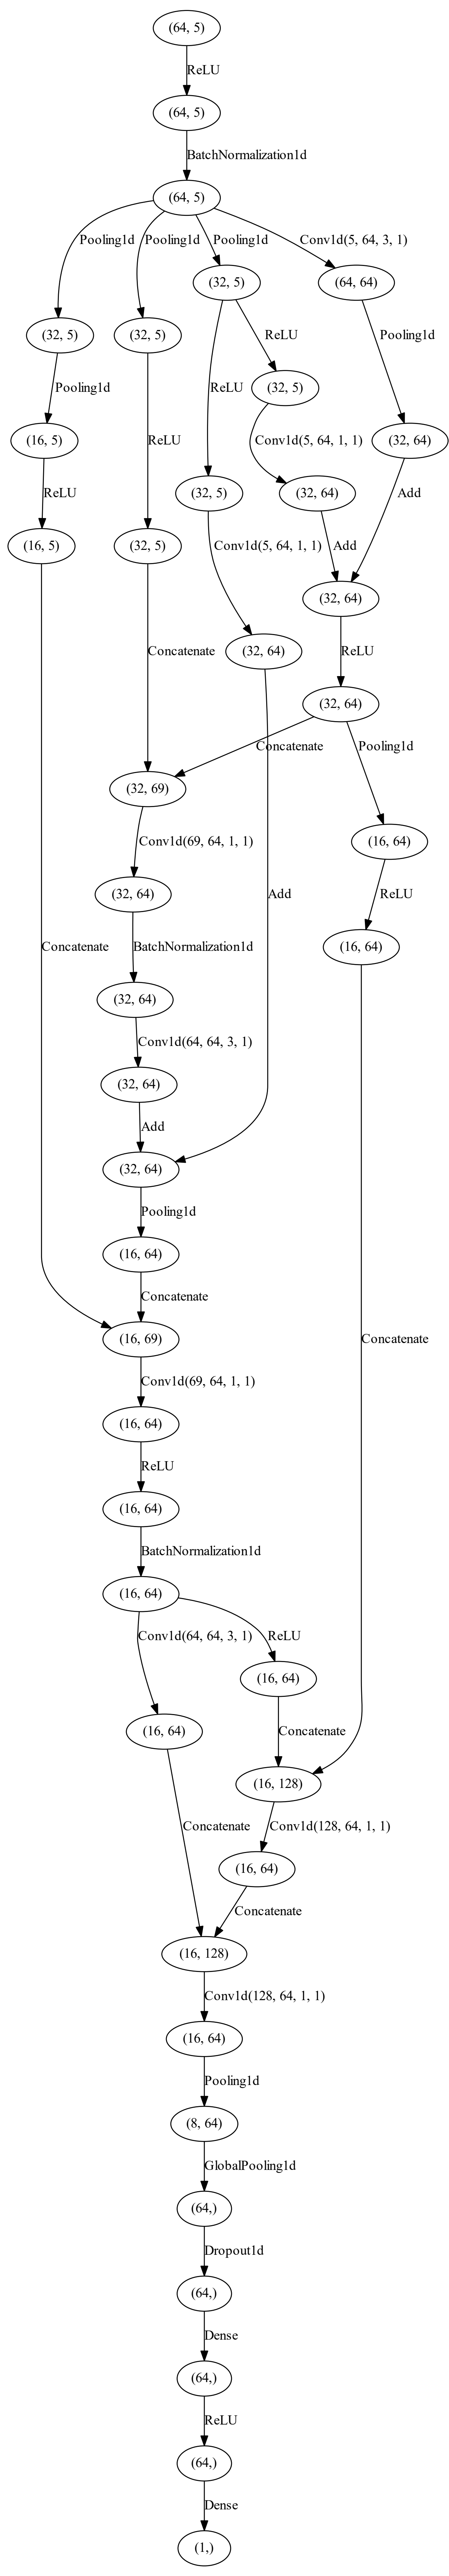 (64, 5)
ReLU
(64, 5)
BatchNormalization1d
(64, 5)
Pooling1d Pooling1d Pooling1d Conv1d(5, 64, 3, 1)
(32, 5) (64, 64)
(32, 5) (32, 5) ReLU Pooling1d
Pooling1d (32, 5)
(16, 5) ReLU ReLU Conv1d(5, 64, 1, 1) (32, 64)
ReLU (32, 5) (32, 64) Add
(16, 5) (32, 5) Conv1d(5, 64, 1, 1) Add
(32, 64)
Concatenate (32, 64) ReLU
(32, 64)
Concatenate Pooling1d
(32, 69)
Conv1d(69, 64, 1, 1) (16, 64)
(32, 64) Add ReLU
Concatenate BatchNormalization1d (16, 64)
(32, 64)
Conv1d(64, 64, 3, 1)
(32, 64)
Add
(32, 64)
Pooling1d
(16, 64)
Concatenate
(16, 69) Concatenate
Conv1d(69, 64, 1, 1)
(16, 64)
ReLU
(16, 64)
BatchNormalization1d
(16, 64)
Conv1d(64, 64, 3, 1) ReLU
(16, 64)
(16, 64) Concatenate
(16, 128)
Concatenate Conv1d(128, 64, 1, 1)
(16, 64)
Concatenate
(16, 128)
Conv1d(128, 64, 1, 1)
(16, 64)
Pooling1d
(8, 64)
GlobalPooling1d
(64,)
Dropout1d
(64,)
Dense
(64,)
ReLU
(64,)
Dense
(1,)